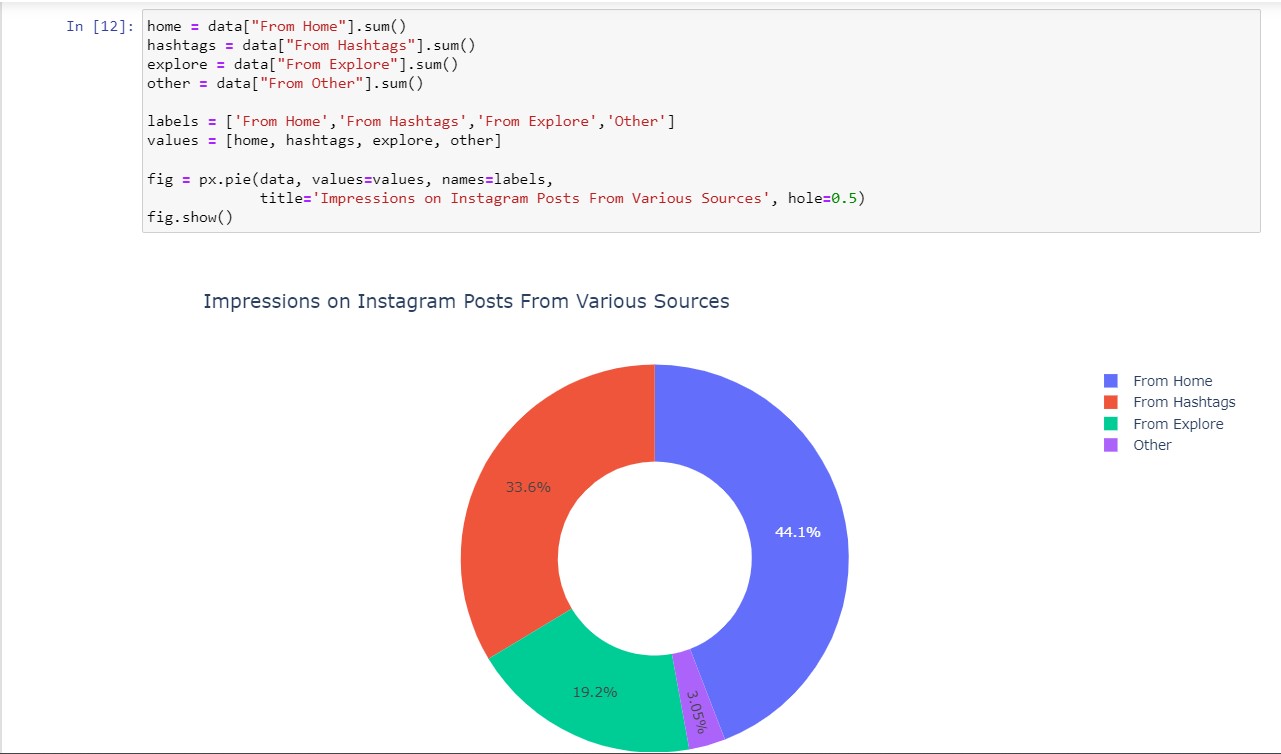 In [12]:
home = data["From Home"].sum()
hashtags = data["From Hashtags"].sum()
explore = data["From Explore"].sum()
other = data["From Other"].sum()
labels = ['From Home','From Hashtags','From Explore','Other']
values = [home, hashtags, explore, other]
fig = px.pie(data, values=values, names=labels,
title='Impressions on Instagram Posts From Various Sources', hole=0.5)
fig.show()
Impressions on Instagram Posts From Various Sources
From Home
From Hashtags
From Explore
Other
33.6%
44.1%
19.2%
3.05%